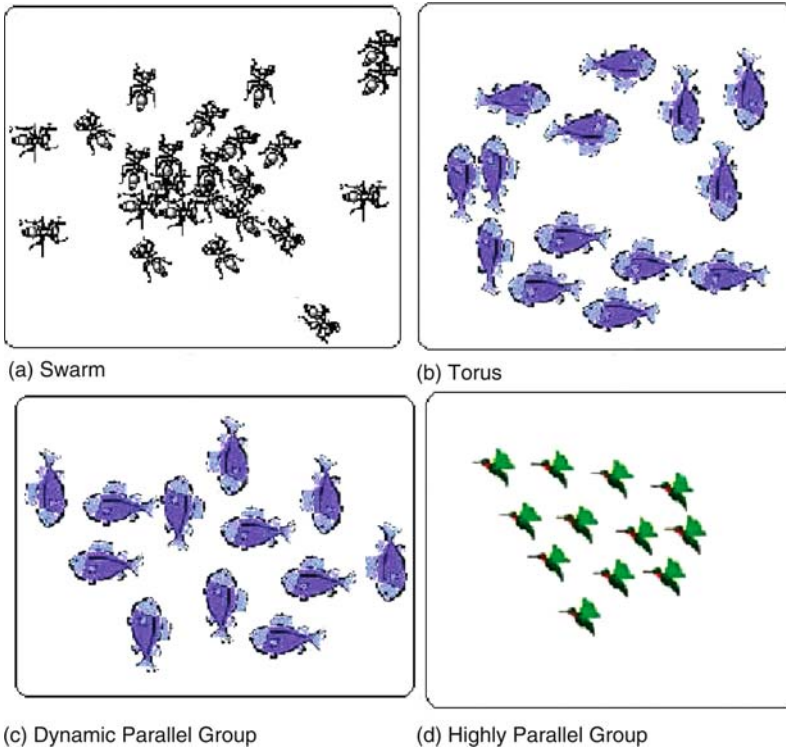 (a) Swarm
(b) Torus
(c) Dynamic Parallel Group
(d) Highly Parallel Group